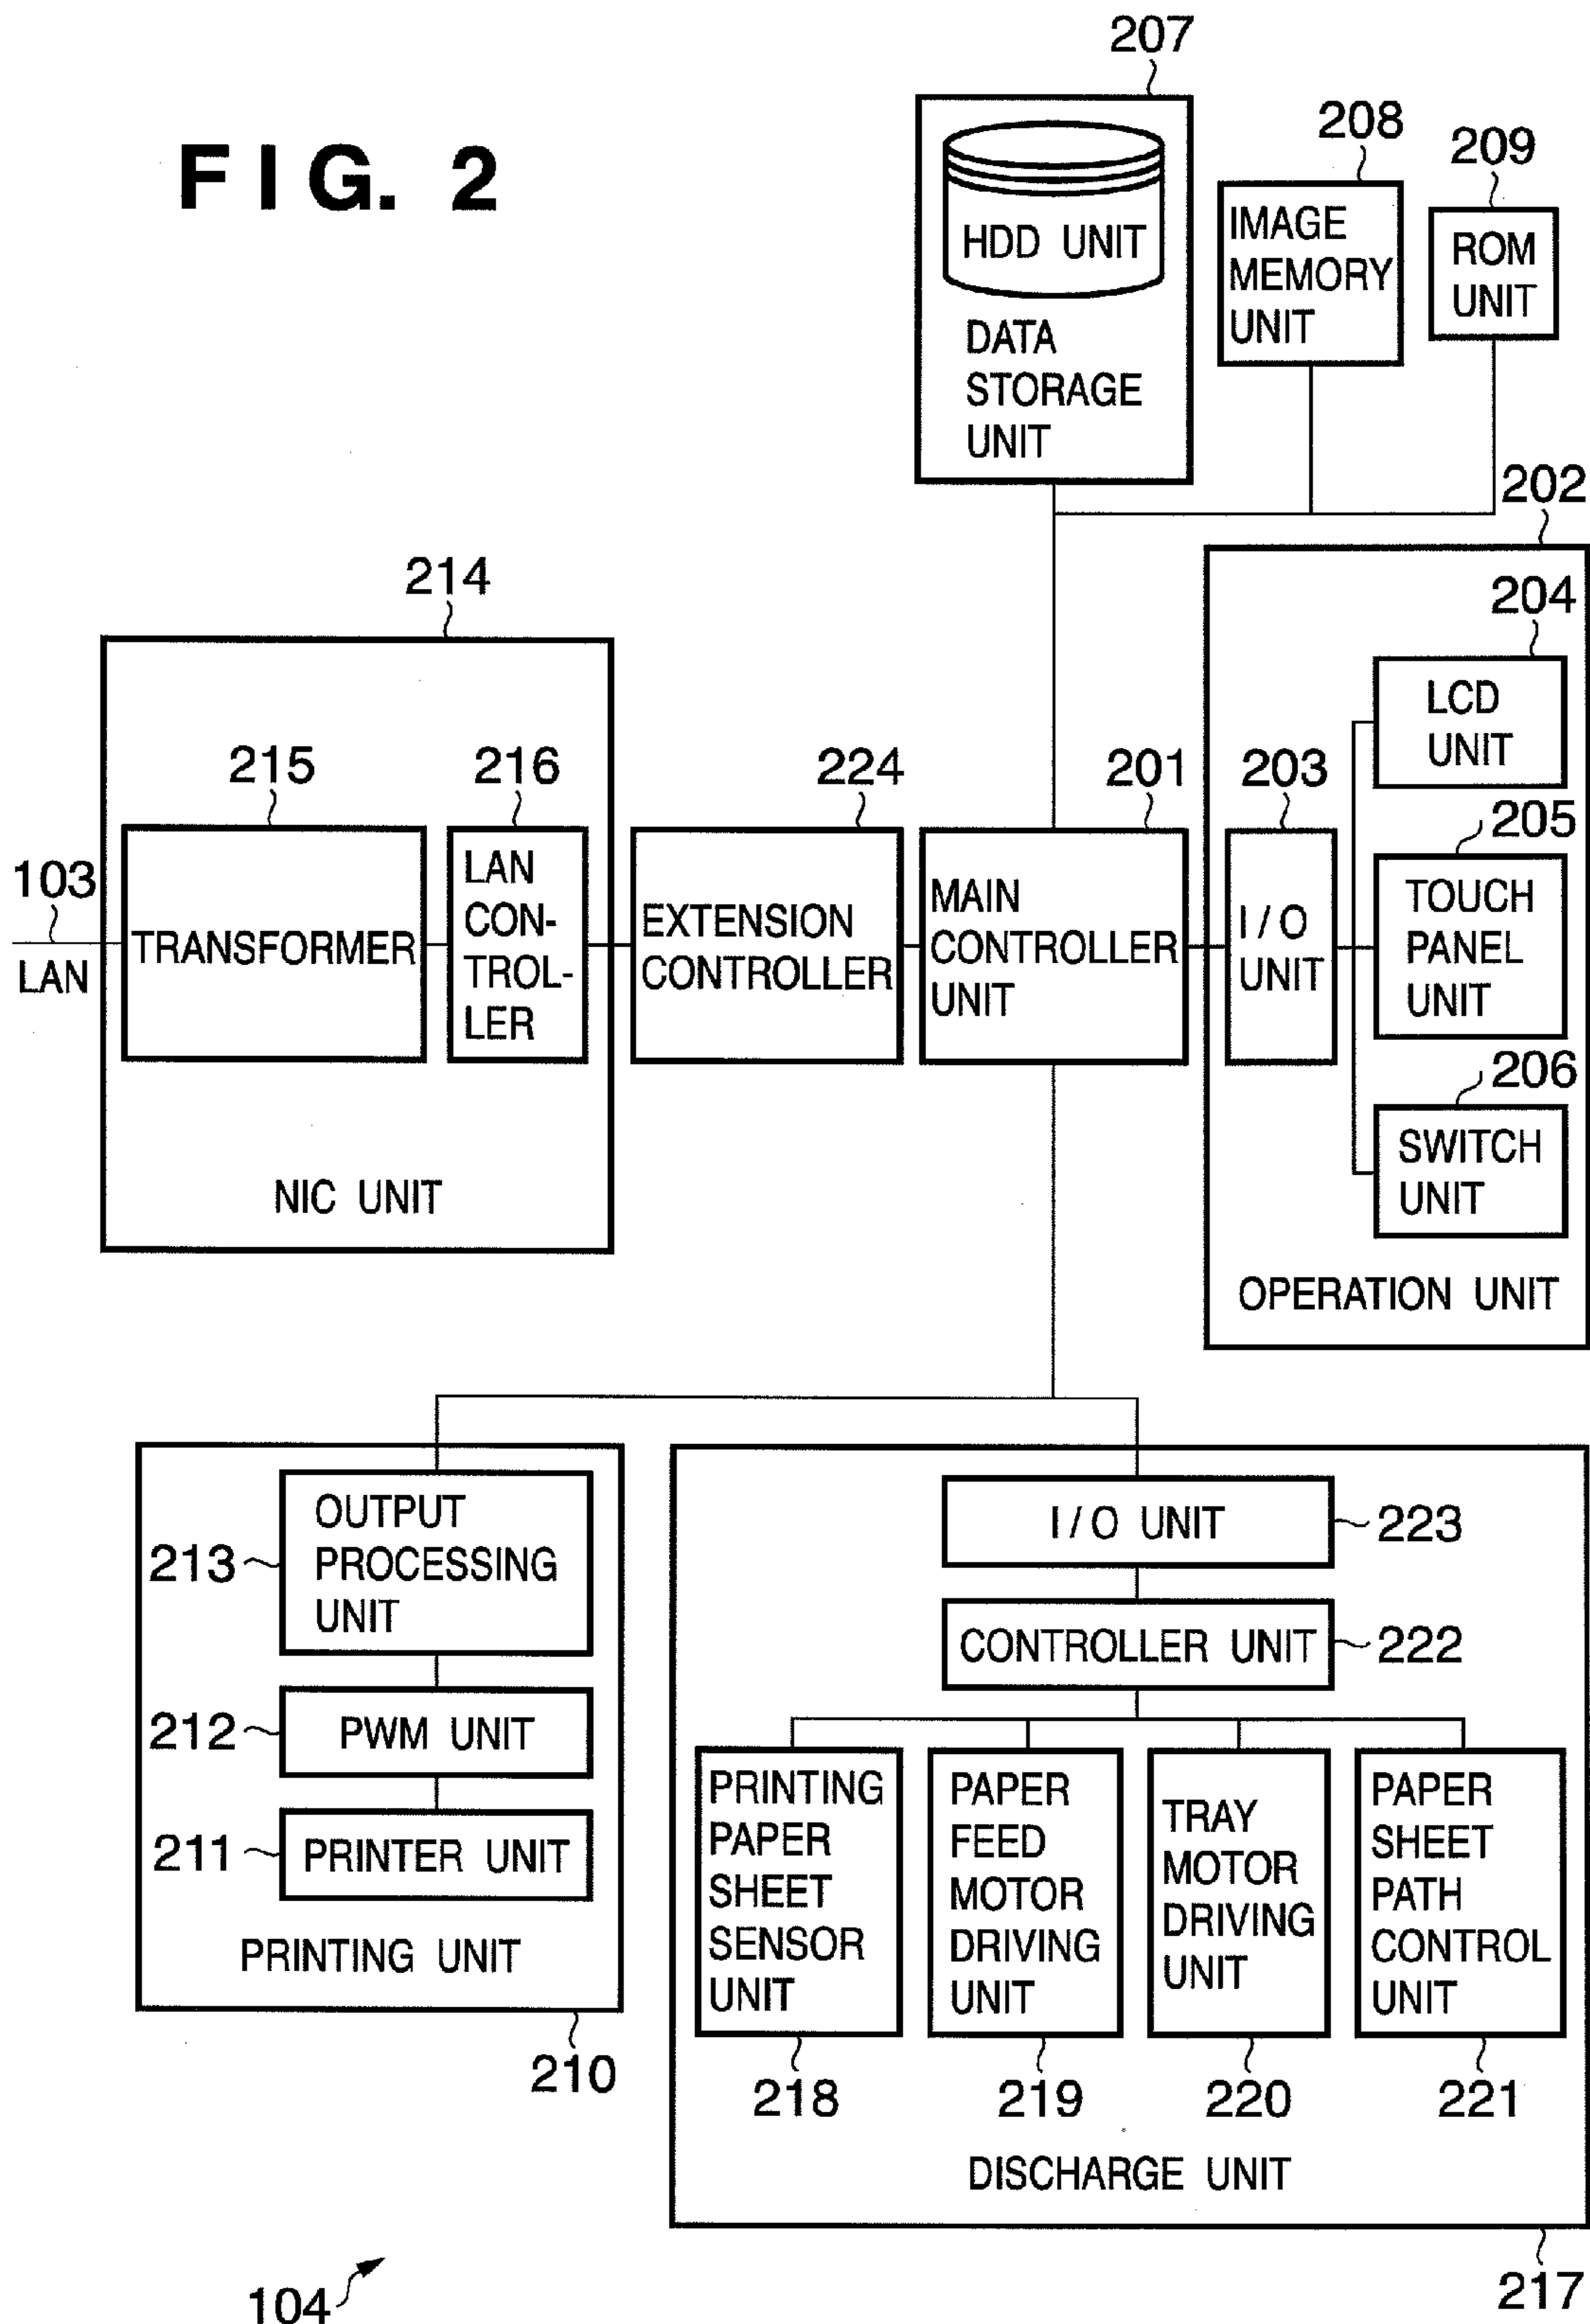 FIG. 2
207
HDD UNIT
DATA
STORAGE
UNIT
208
IMAGE
MEMORY
UNIT
209
ROM
UNIT
202
214
215
TRANSFORMER
216
LAN
CON-
TROL-
LER
NIC UNIT
103
LAN
224
EXTENSION
CONTROLLER
201
MAIN
CONTROLLER
UNIT
203
I/O
UNIT
204
LCD
UNIT
205
TOUCH
PANEL
UNIT
206
SWITCH
UNIT
OPERATION UNIT
213
OUTPUT
PROCESSING
UNIT
212
PWM UNIT
211
PRINTER UNIT
PRINTING UNIT
210
I/O UNIT
223
CONTROLLER UNIT
222
PRINTING
PAPER
SHEET
SENSOR
UNIT
218
PAPER
FEED
MOTOR
DRIVING
UNIT
219
TRAY
MOTOR
DRIVING
UNIT
220
PAPER
SHEET
PATH
CONTROL
UNIT
221
DISCHARGE UNIT
217
104